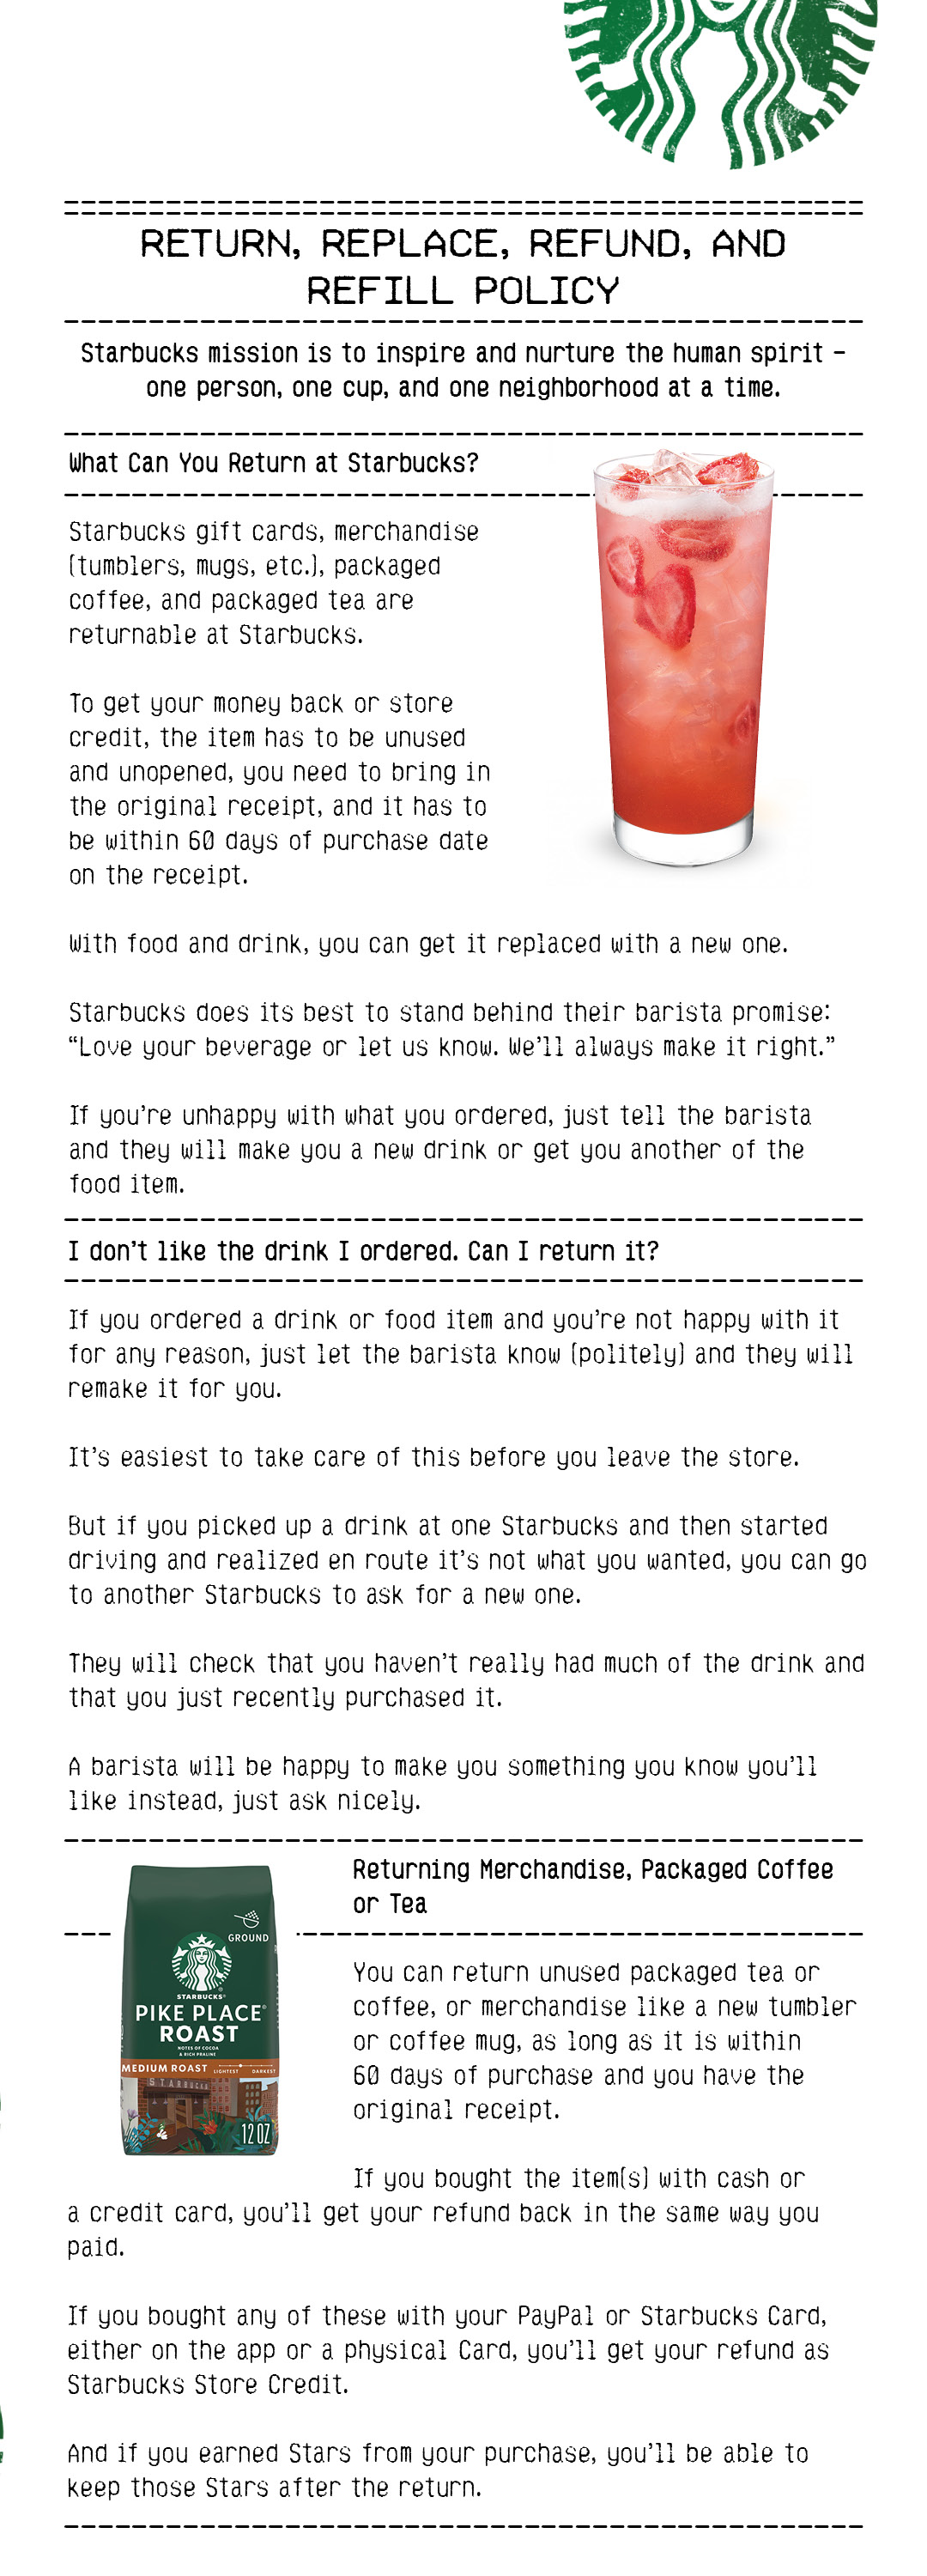 RETURN, REPLACE, REFUND, AND
REFILL POLICY
Starbucks mission is to inspire and nurture the human spirit –
one person, one cup, and one neighborhood at a time.
What Can You Return at Starbucks?
Starbucks gift cards, merchandise
(tumblers, mugs, etc.), packaged
coffee, and packaged tea are
returnable at Starbucks.
To get your money back or store
credit, the item has to be unused
and unopened, you need to bring in
the original receipt, and it has to
be within 60 days of purchase date
on the receipt.
With food and drink, you can get it replaced with a new one.
Starbucks does its best to stand behind their barista promise:
“Love your beverage or let us know. We’ll always make it right.”
If you’re unhappy with what you ordered, just tell the barista
and they will make you a new drink or get you another of the
food item.
I don’t like the drink I ordered. Can I return it?
If you ordered a drink or food item and you’re not happy with it
for any reason, just let the barista know (politely) and they will
remake it for you.
It’s easiest to take care of this before you leave the store.
But if you picked up a drink at one Starbucks and then started
driving and realized en route it’s not what you wanted, you can go
to another Starbucks to ask for a new one.
They will check that you haven’t really had much of the drink and
that you just recently purchased it.
A barista will be happy to make you something you know you’ll
like instead, just ask nicely.
Returning Merchandise, Packaged Coffee
or Tea
GROUND
STARBUCKS®
PIKE PLACE®
ROAST
NOTES OF COCOA
& RICH PRALINE
MEDIUM ROAST LIGHTEST DARKEST
STARBUCKS
12 OZ
You can return unused packaged tea or
coffee, or merchandise like a new tumbler
or coffee mug, as long as it is within
60 days of purchase and you have the
original receipt.
If you bought the item(s) with cash or
a credit card, you’ll get your refund back in the same way you
paid.
If you bought any of these with your PayPal or Starbucks Card,
either on the app or a physical Card, you’ll get your refund as
Starbucks Store Credit.
And if you earned Stars from your purchase, you’ll be able to
keep those Stars after the return.